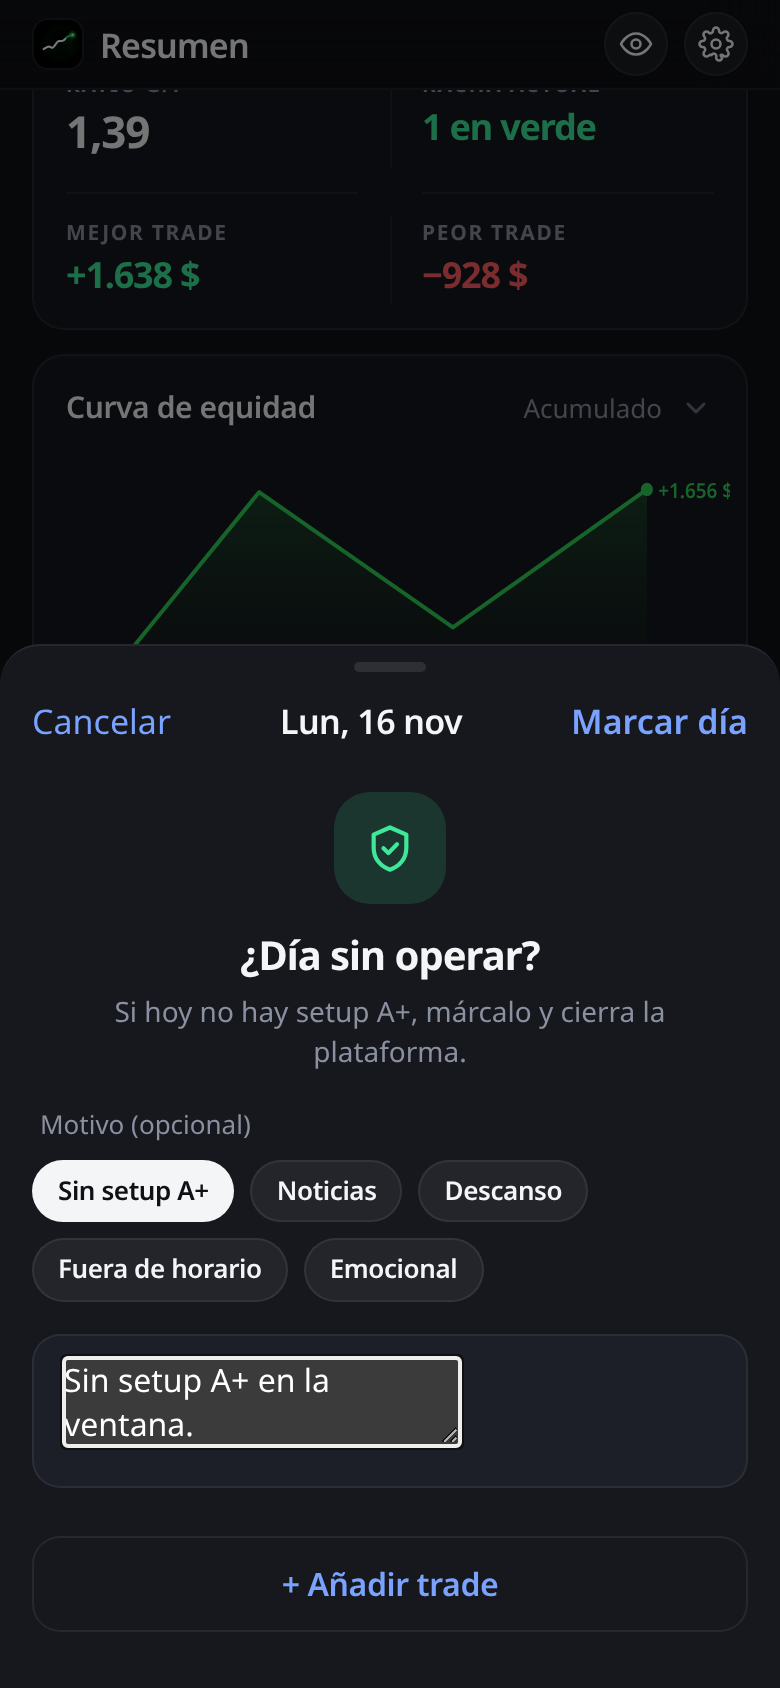 Resumen
1,39
1 en verde
MEJOR TRADE
PEOR TRADE
+1.638 $
−928 $
Curva de equidad
Acumulado
+1.656 $
Cancelar
Lun, 16 nov
Marcar día
¿Día sin operar?
Si hoy no hay setup A+, márcalo y cierra la
plataforma.
Motivo (opcional)
Sin setup A+
Noticias
Descanso
Fuera de horario
Emocional
Sin setup A+ en la
ventana.
+ Añadir trade